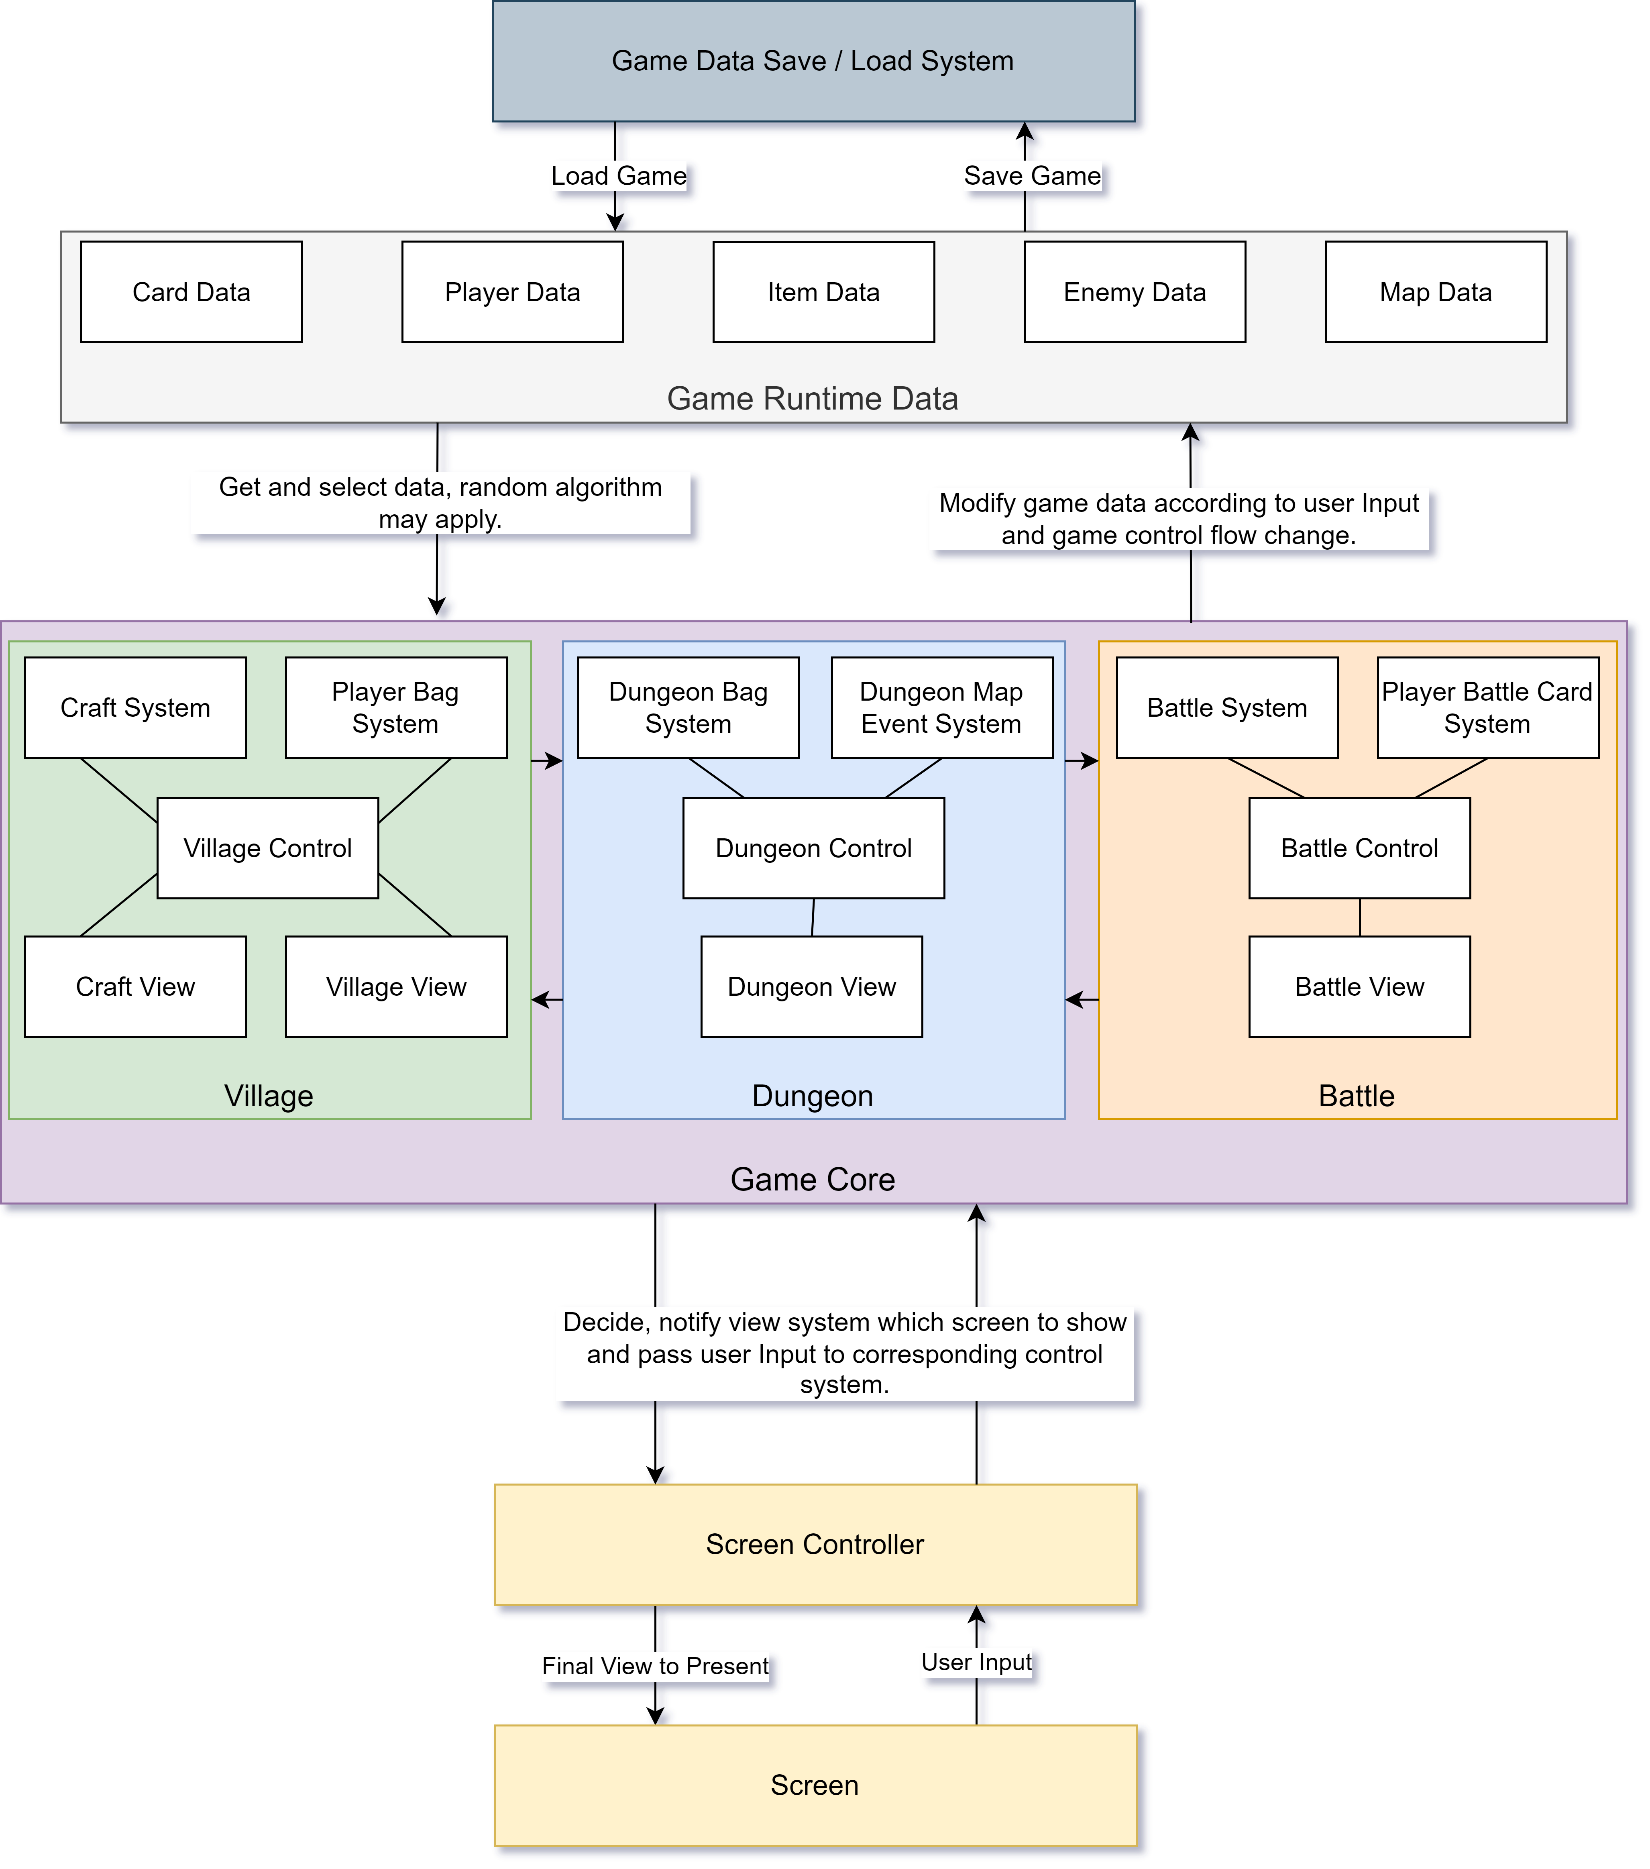 Game Data Save / Load System
Load Game
Save Game
Card Data
Player Data
Item Data
Enemy Data
Map Data
Game Runtime Data
Get and select data, random algorithm
may apply.
Modify game data according to user Input
and game control flow change.
Craft System
Player Bag
System
Dungeon Bag
System
Dungeon Map
Event System
Battle System
Player Battle Card
System
Village Control
Dungeon Control
Battle Control
Craft View
Village View
Dungeon View
Battle View
Village
Dungeon
Battle
Game Core
Decide, notify view system which screen to show
and pass user Input to corresponding control
system.
Screen Controller
Final View to Present
User Input
Screen